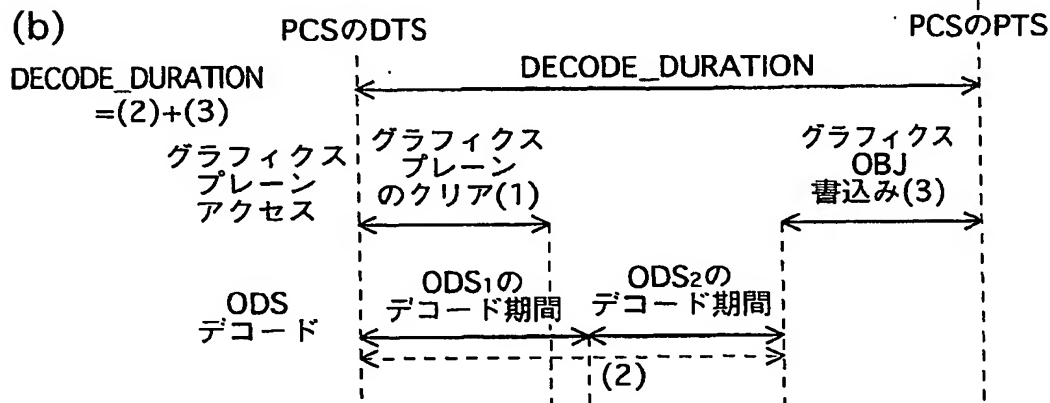 (b)
PCSのDTS
PCSのPTS
DECODE_DURATION
=(2)+(3)
DECODE_DURATION
グラフィクス
プレーン
アクセス
グラフィクス
プレーン
のクリア(1)
グラフィクス
OBJ
書込み(3)
ODS
デコード
ODS1の
デコード期間
ODS2の
デコード期間
(2)